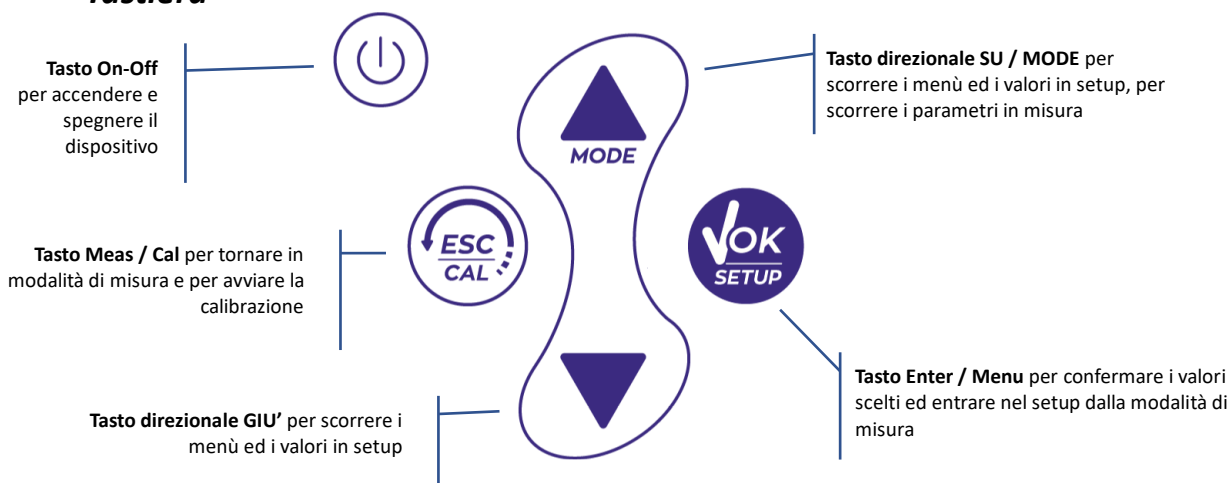 Tastiera
Tasto On-Off
per accendere e
spegnere il
dispositivo
MODE
Tasto direzionale SU / MODE per
scorrere i menù ed i valori in setup, per
scorrere i parametri in misura
Tasto Meas / Cal per tornare in
modalità di misura e per avviare la
calibrazione
ESC
CAL
OK
SETUP
Tasto direzionale GIU’ per scorrere i
menù ed i valori in setup
Tasto Enter / Menu per confermare i valori
scelti ed entrare nel setup dalla modalità di
misura